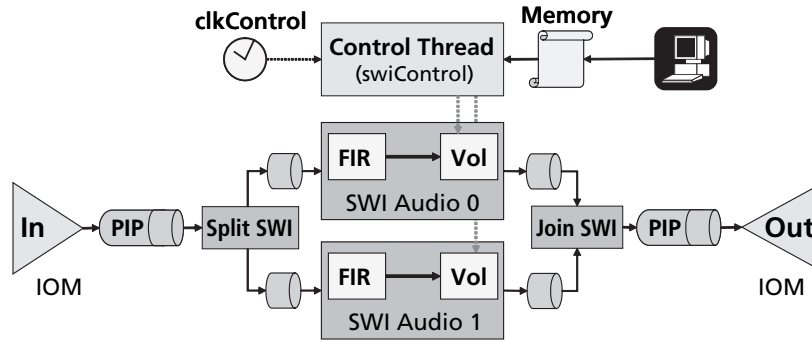 clkControl
Control Thread
(swiControl)
Memory
FIR
Vol
SWI Audio 0
In
PIP
Split SWI
Join SWI
PIP
Out
IOM
IOM
FIR
Vol
SWI Audio 1